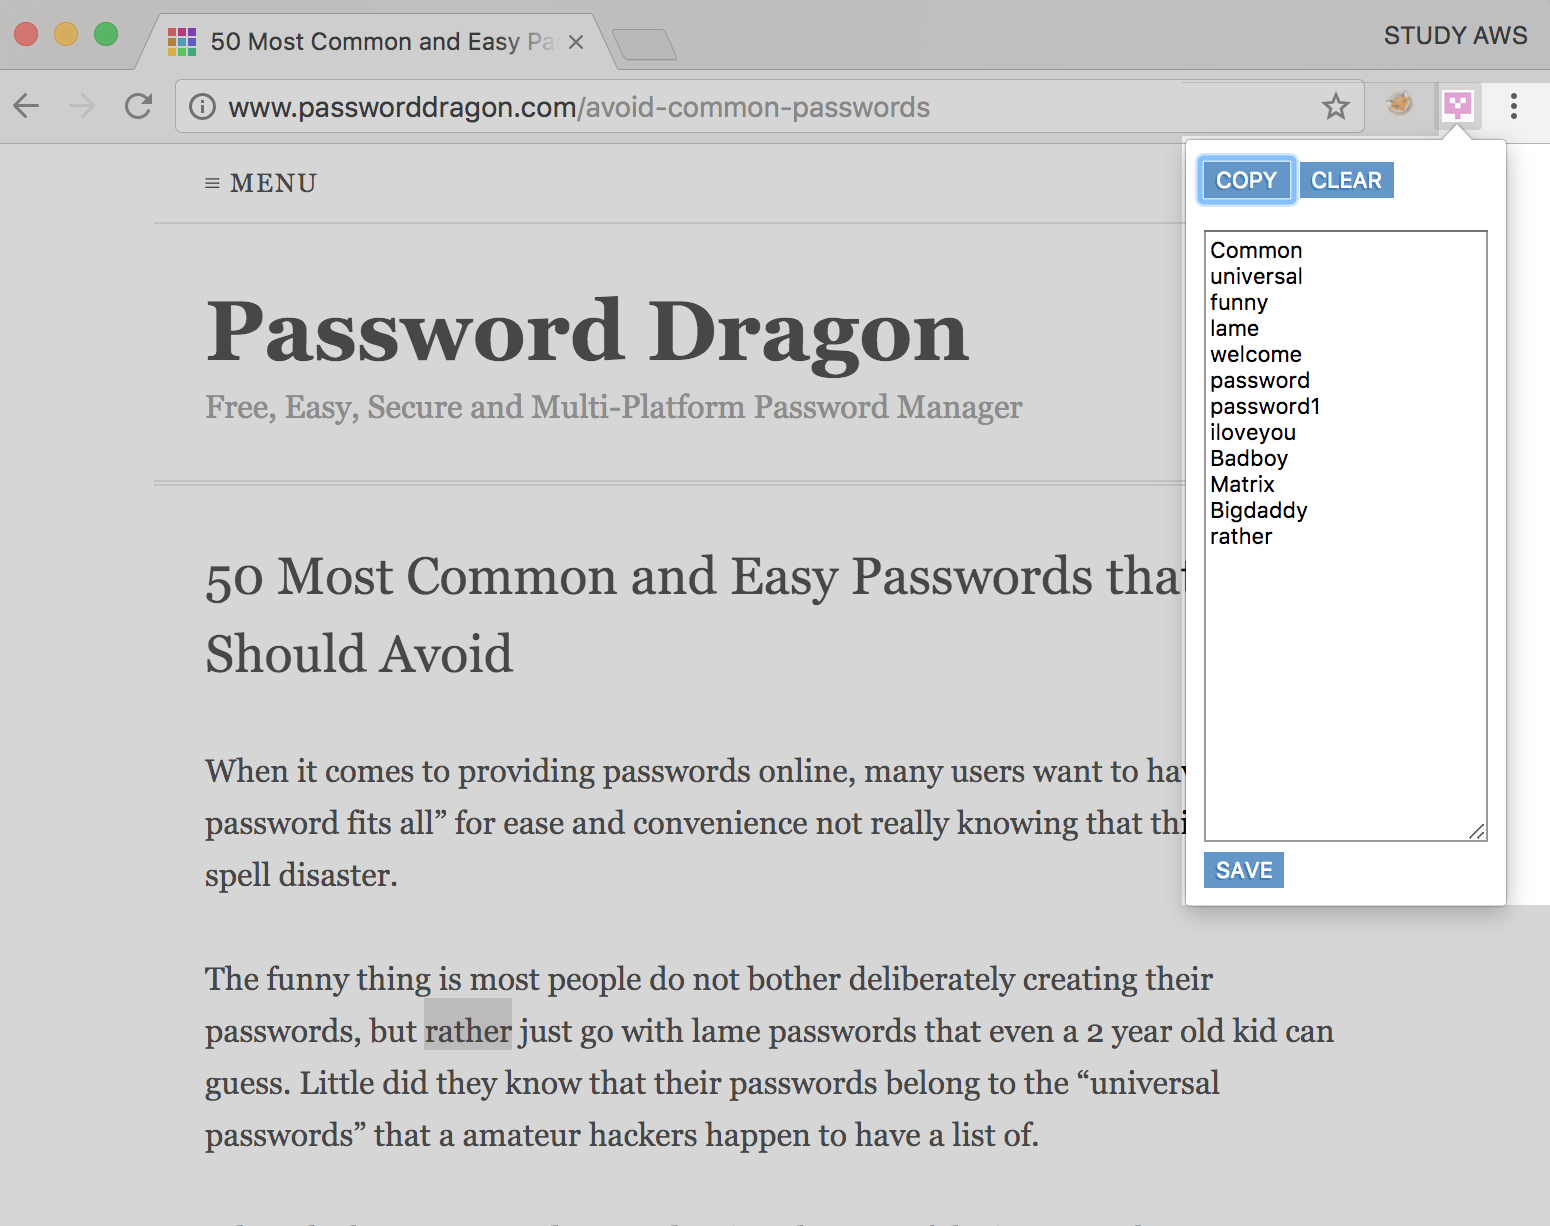 50 Most Common and Easy Pa
STUDY AWS
www.passworddragon.com/avoid-common-passwords
≡ MENU
COPY CLEAR
Password Dragon
Free, Easy, Secure and Multi-Platform Password Manager
Common
universal
funny
lame
welcome
password
password1
iloveyou
Badboy
Matrix
Bigdaddy
rather
SAVE
50 Most Common and Easy Passwords that
Should Avoid
When it comes to providing passwords online, many users want to hav
password fits all” for ease and convenience not really knowing that thi
spell disaster.
The funny thing is most people do not bother deliberately creating their
passwords, but rather just go with lame passwords that even a 2 year old kid can
guess. Little did they know that their passwords belong to the “universal
passwords” that a amateur hackers happen to have a list of.